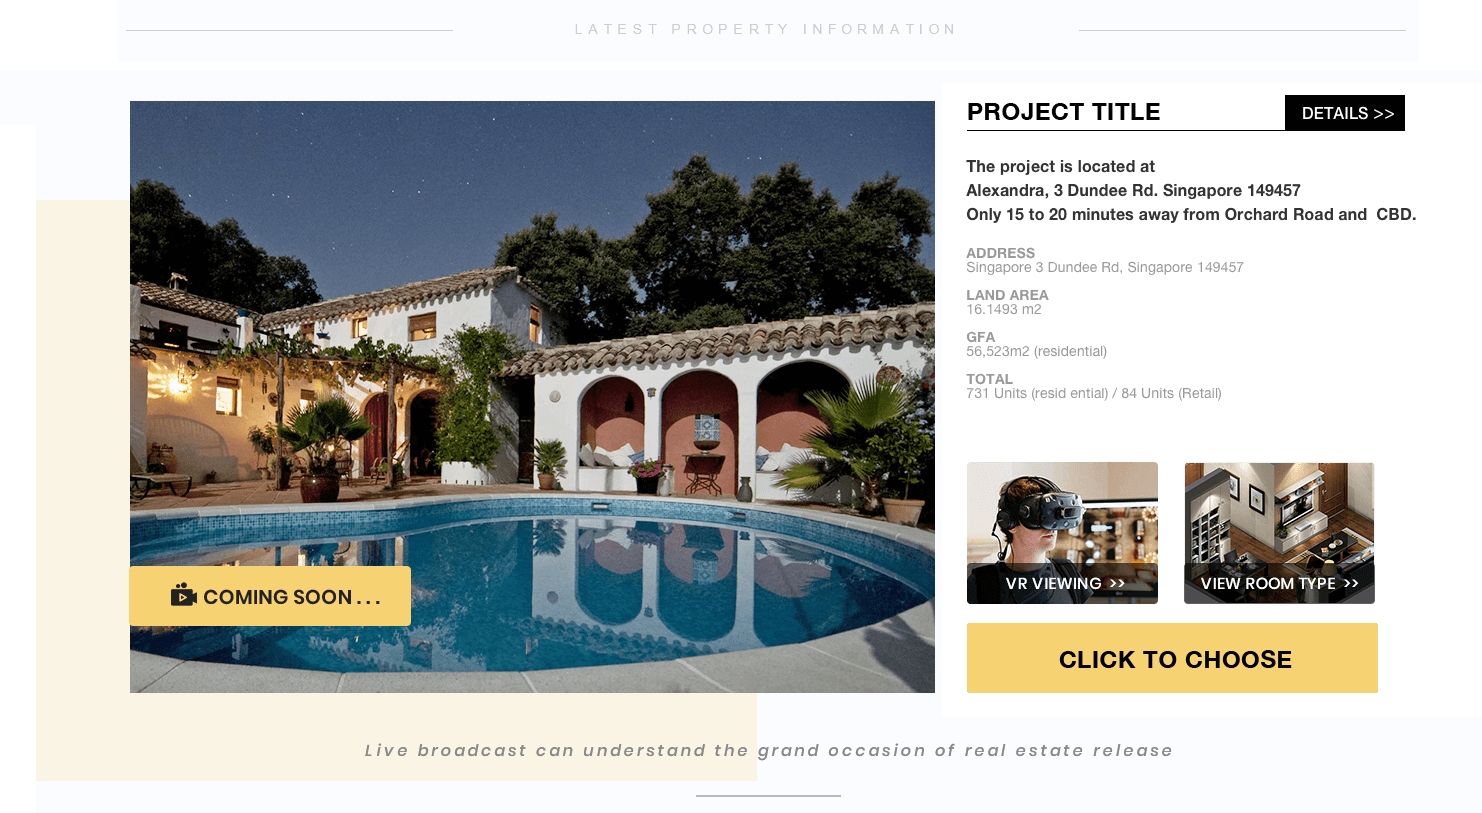 LATEST PROPERTY INFORMATION
PROJECT TITLE
DETAILS >>
The project is located at
Alexandra, 3 Dundee Rd. Singapore 149457
Only 15 to 20 minutes away from Orchard Road and CBD.
ADDRESS
Singapore 3 Dundee Rd, Singapore 149457
LAND AREA
16.1493 m2
GFA
56,523m2 (residential)
TOTAL
731 Units (resid ential) / 84 Units (Retail)
COMING SOON . . .
VR VIEWING >>
VIEW ROOM TYPE >>
CLICK TO CHOOSE
Live broadcast can understand the grand occasion of real estate release